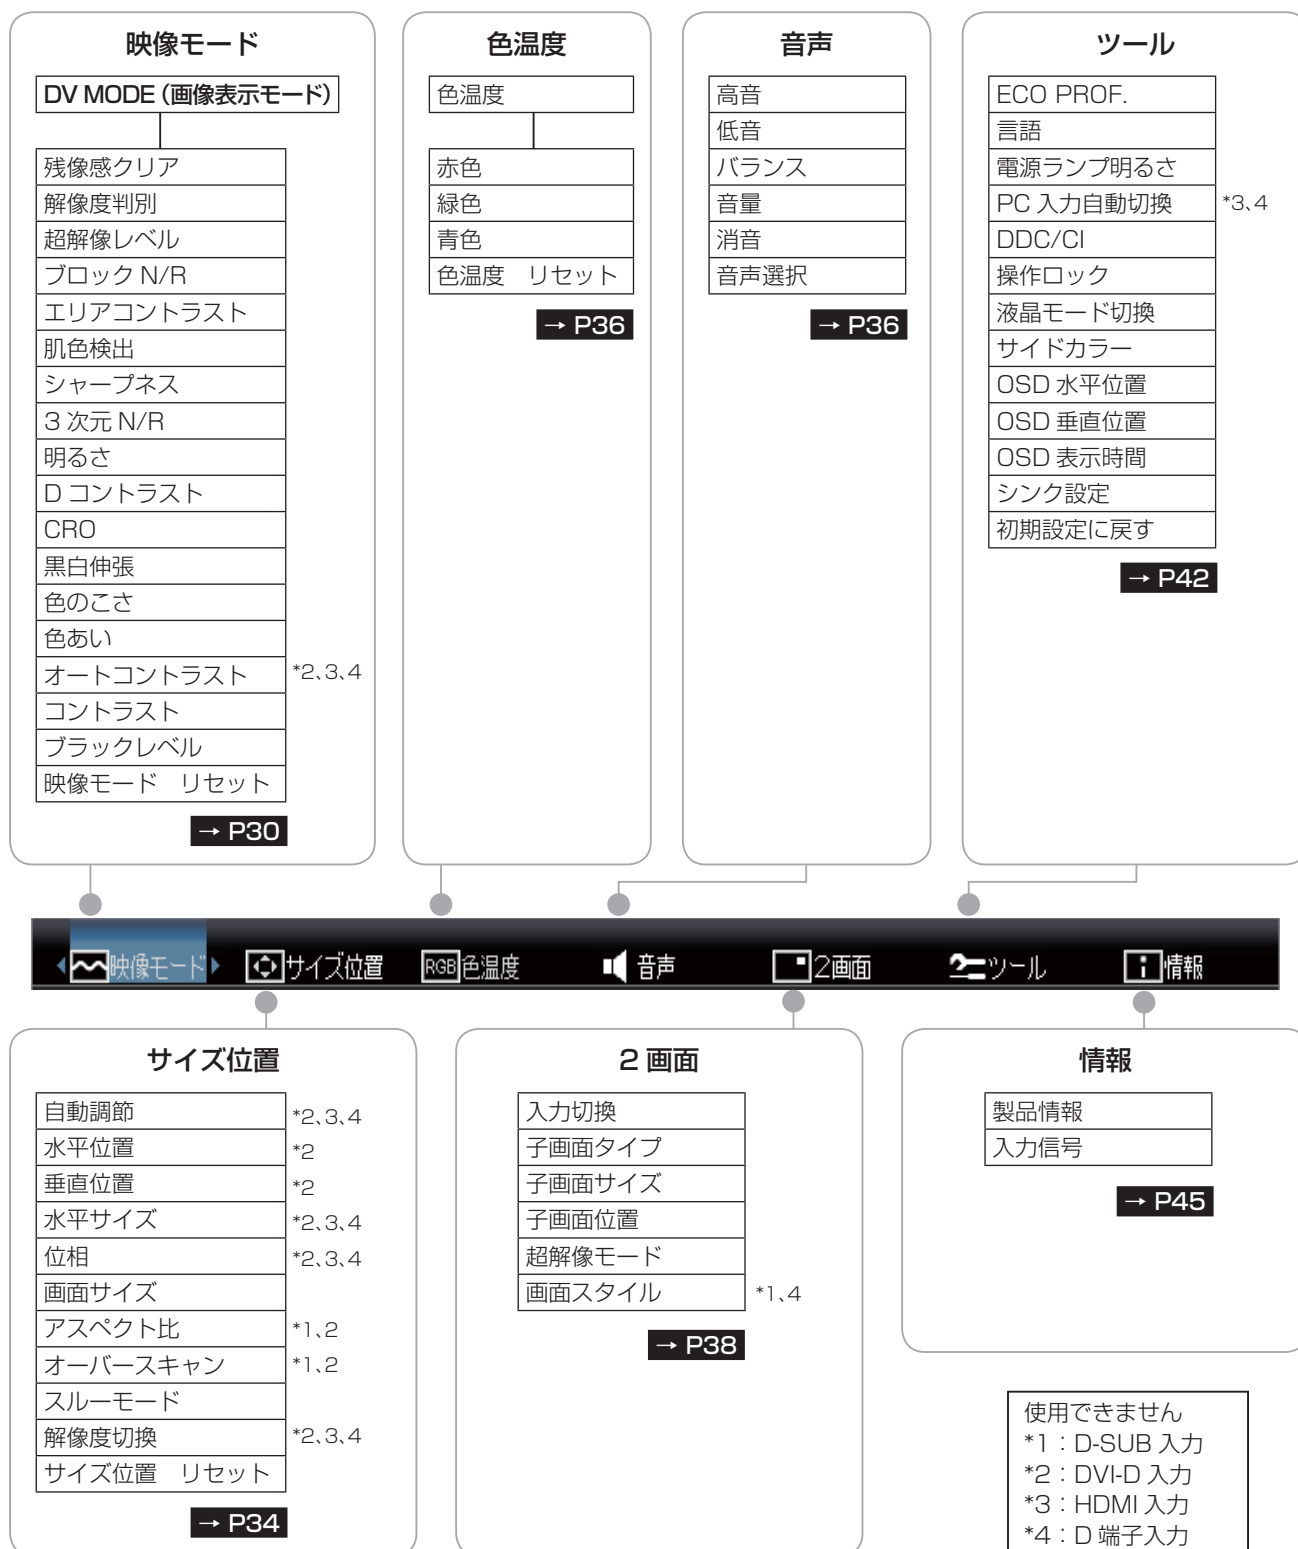 映像モード
DV MODE（画像表示モード）
残像感クリア
解像度判別
超解像レベル
ブロック N/R
エリアコントラスト
肌色検出
シャープネス
3 次元 N/R
明るさ
D コントラスト
CRO
黒白伸張
色のこさ
色あい
オートコントラスト *2、3、4
コントラスト
ブラックレベル
映像モード　リセット
→ P30
色温度
色温度
赤色
緑色
青色
色温度　リセット
→ P36
音声
高音
低音
バランス
音量
消音
音声選択
→ P36
ツール
ECO PROF.
言語
電源ランプ明るさ
PC 入力自動切換 *3、4
DDC/CI
操作ロック
液晶モード切換
サイドカラー
OSD 水平位置
OSD 垂直位置
OSD 表示時間
シンク設定
初期設定に戻す
→ P42
映像モード サイズ位置 RGB 色温度 音声 2画面 ツール i 情報
サイズ位置
自動調節 *2、3、4
水平位置 *2
垂直位置 *2
水平サイズ *2、3、4
位相 *2、3、4
画面サイズ
アスペクト比 *1、2
オーバースキャン *1、2
スルーモード
解像度切換 *2、3、4
サイズ位置　リセット
→ P34
2 画面
入力切換
子画面タイプ
子画面サイズ
子画面位置
超解像モード
画面スタイル *1、4
→ P38
情報
製品情報
入力信号
→ P45
使用できません
*1：D-SUB 入力
*2：DVI-D 入力
*3：HDMI 入力
*4：D 端子入力